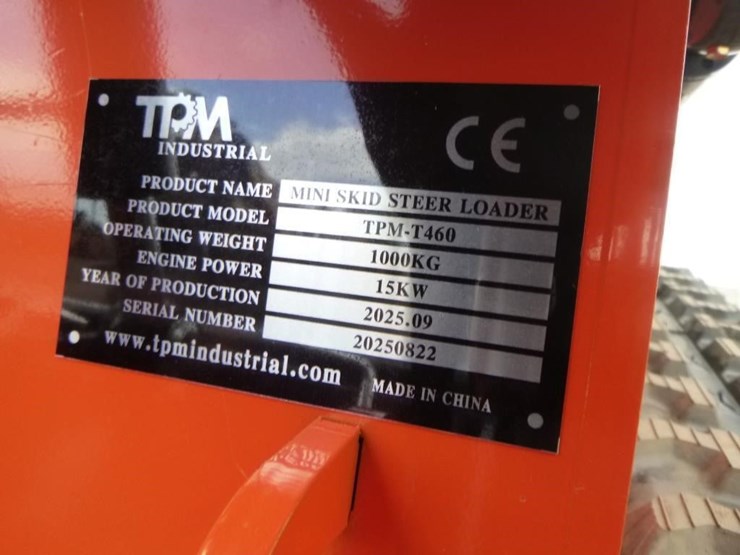 TPM
INDUSTRIAL
CE
PRODUCT NAME MINI SKID STEER LOADER
PRODUCT MODEL TPM-T460
OPERATING WEIGHT 1000KG
ENGINE POWER 15KW
YEAR OF PRODUCTION 2025.09
SERIAL NUMBER 20250822
www.tpmindustrial.com MADE IN CHINA